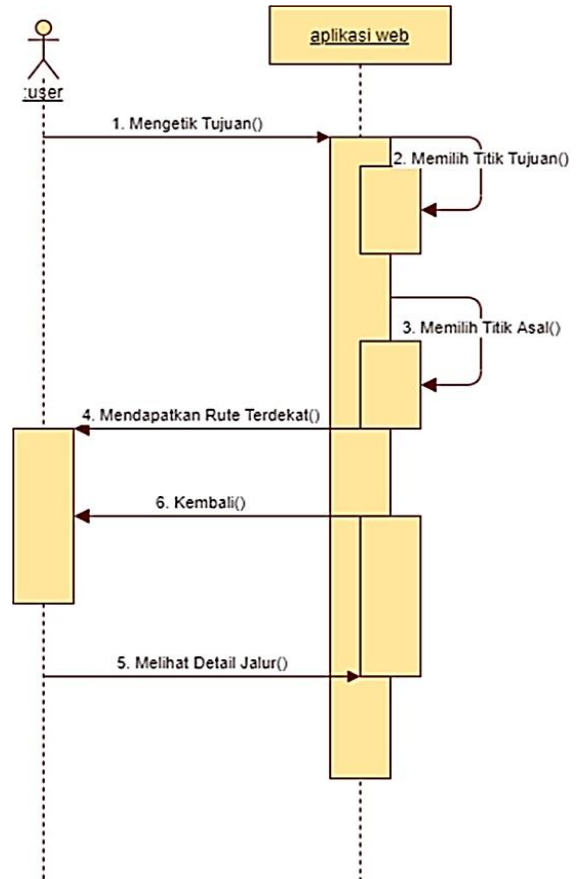 aplikasi web
:user
1. Mengetik Tujuan()
2. Memilih Titik Tujuan()
3. Memilih Titik Asal()
4. Mendapatkan Rute Terdekat()
6. Kembali()
5. Melihat Detail Jalur()